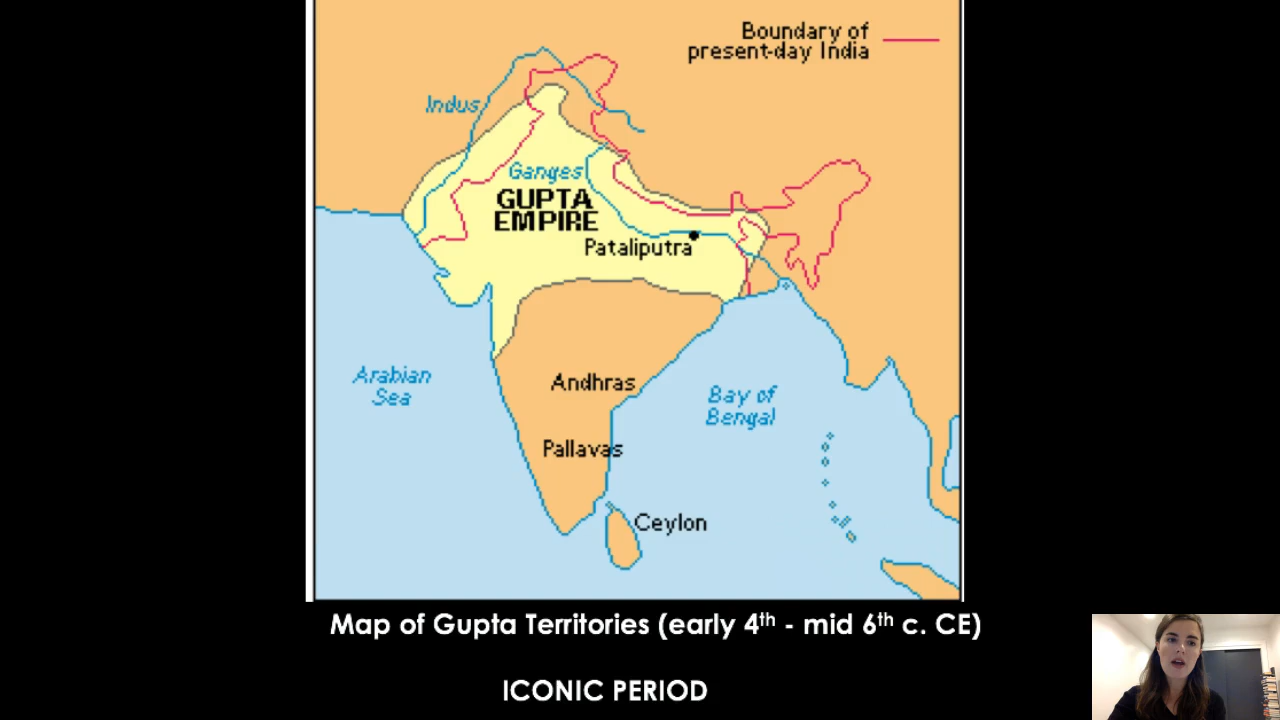 Boundary of
present-day India
Indus
Ganges
GUPTA
EMPIRE
Pataliputra
Arabian
Sea
Andhras
Bay of
Bengal
Pallavas
Ceylon
Map of Gupta Territories (early 4th - mid 6th c. CE)
ICONIC PERIOD